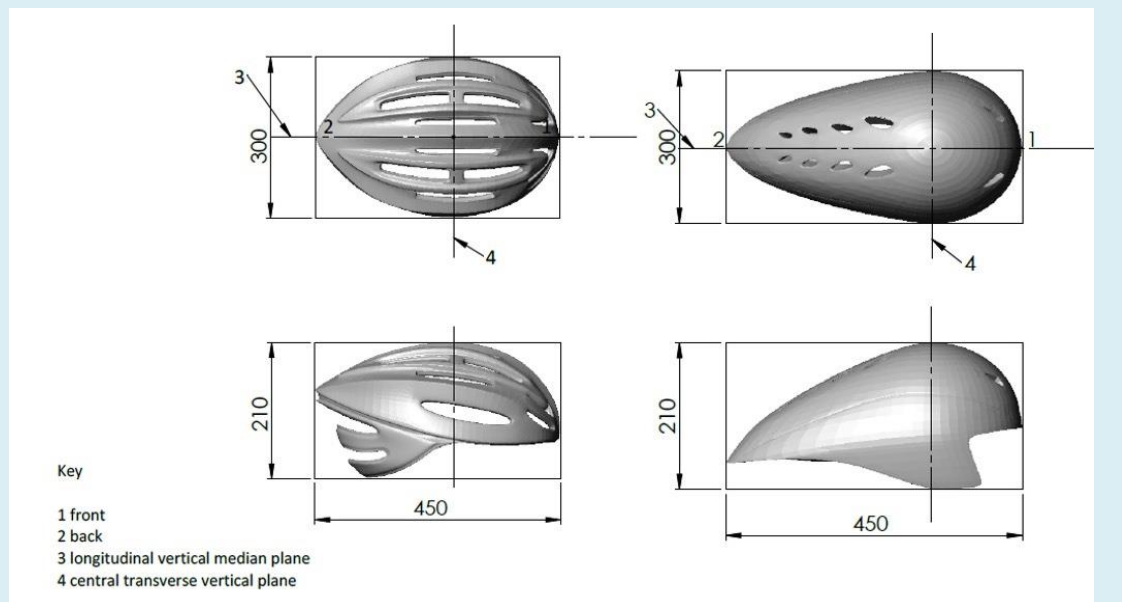 3
300
2
1
4
3
300
2
1
4
210
450
210
450
Key
1 front
2 back
3 longitudinal vertical median plane
4 central transverse vertical plane